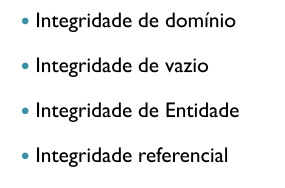 • Integridade de domínio
• Integridade de vazio
• Integridade de Entidade
• Integridade referencial